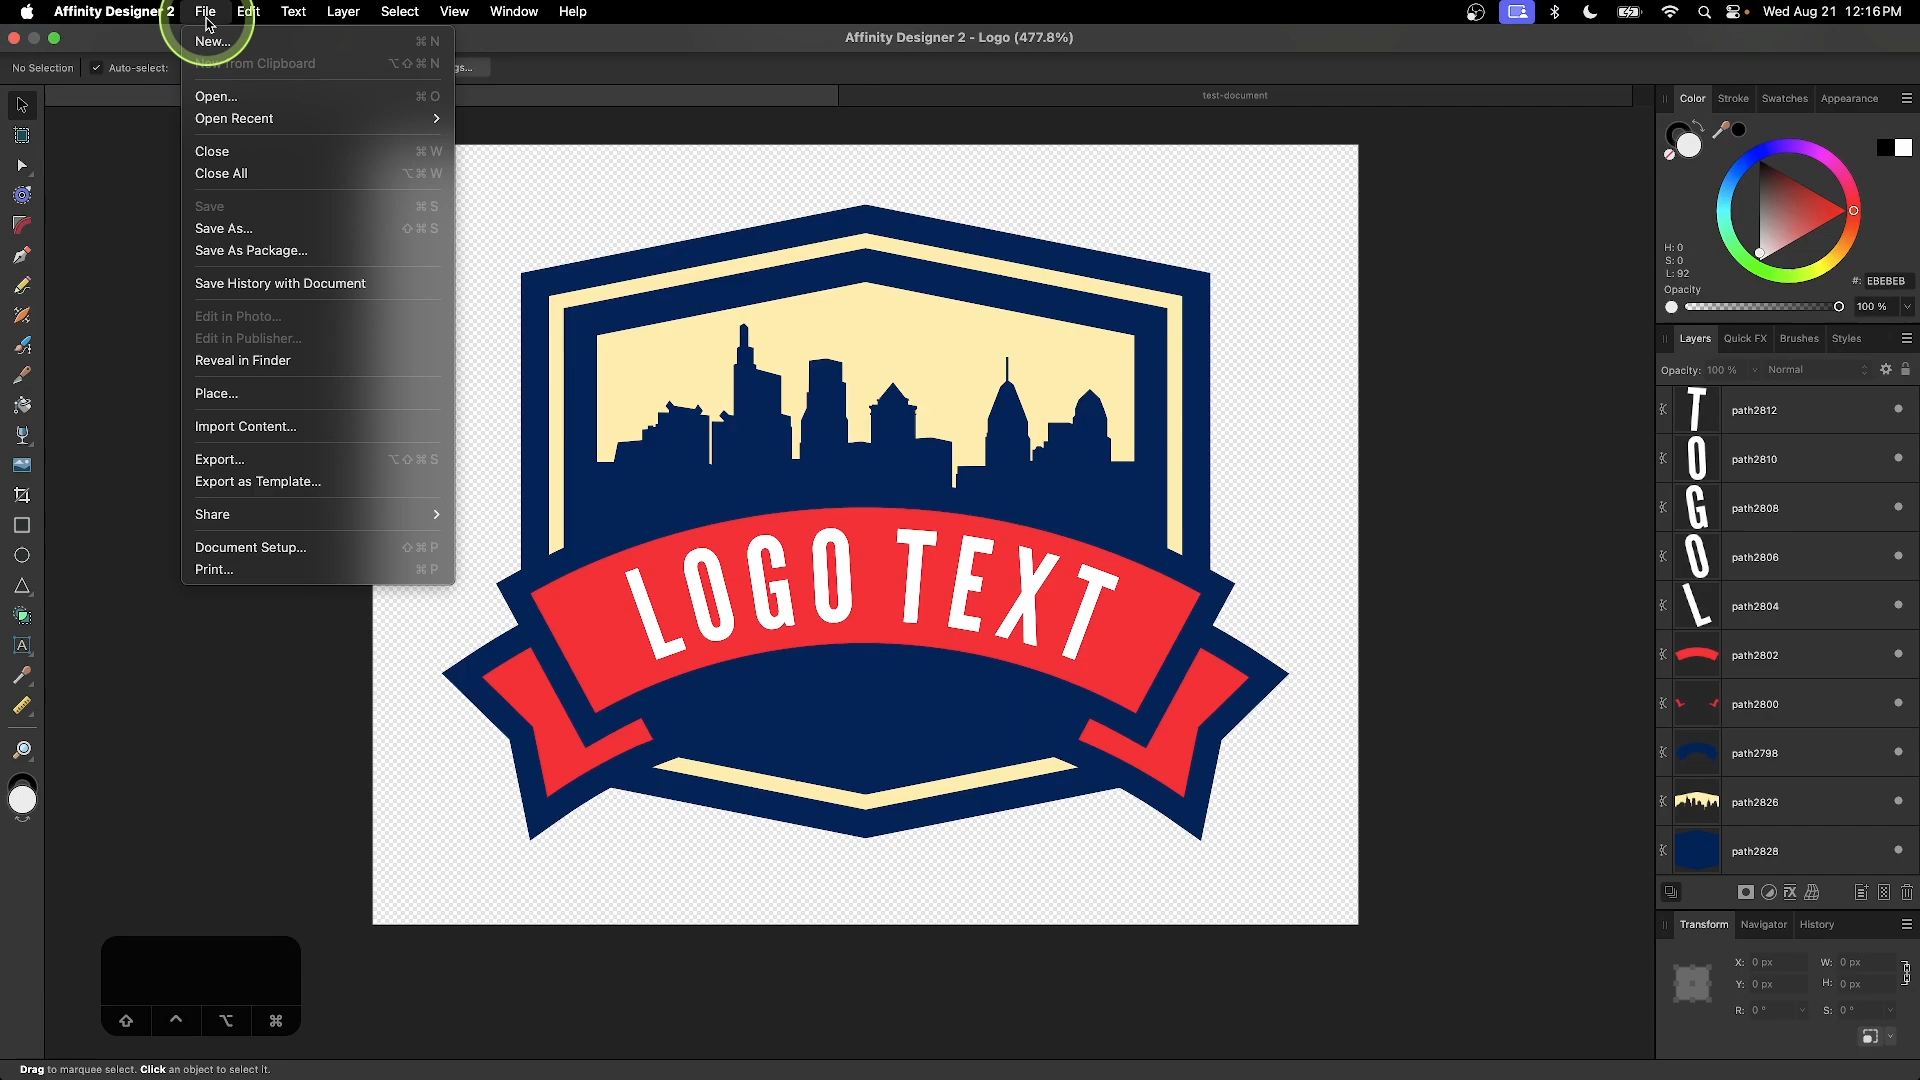 Affinity Designer 2 File Edit Text Layer Select View Window Help
Wed Aug 21 12:16 PM
Affinity Designer 2 - Logo (477.8%)
No Selection
Auto-select:
gs...
test-document
New... ⌘ N
New from Clipboard ⌥⇧⌘ N
Open... ⌘ O
Open Recent
Close ⌘ W
Close All ⌥⌘ W
Save ⌘ S
Save As... ⇧⌘ S
Save As Package...
Save History with Document
Edit in Photo...
Edit in Publisher...
Reveal in Finder
Place...
Import Content...
Export... ⌥⇧⌘ S
Export as Template...
Share
Document Setup... ⇧⌘ P
Print... ⌘ P
LOGO TEXT
Color Stroke Swatches Appearance
H: 0
S: 0
L: 92
#: EBEBEB
Opacity
100 %
Layers Quick FX Brushes Styles
Opacity: 100 % Normal
path2812
path2810
path2808
path2806
path2804
path2802
path2800
path2798
path2826
path2828
Transform Navigator History
X: 0 px W: 0 px
Y: 0 px H: 0 px
R: 0 ° S: 0 °
Drag to marquee select. Click an object to select it.